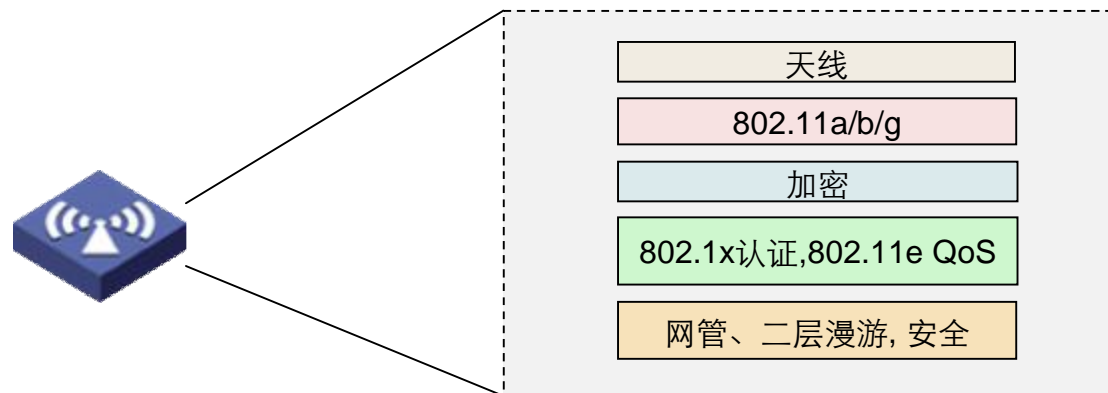 天线
802.11a/b/g
加密
802.1x认证,802.11e QoS
网管、二层漫游, 安全